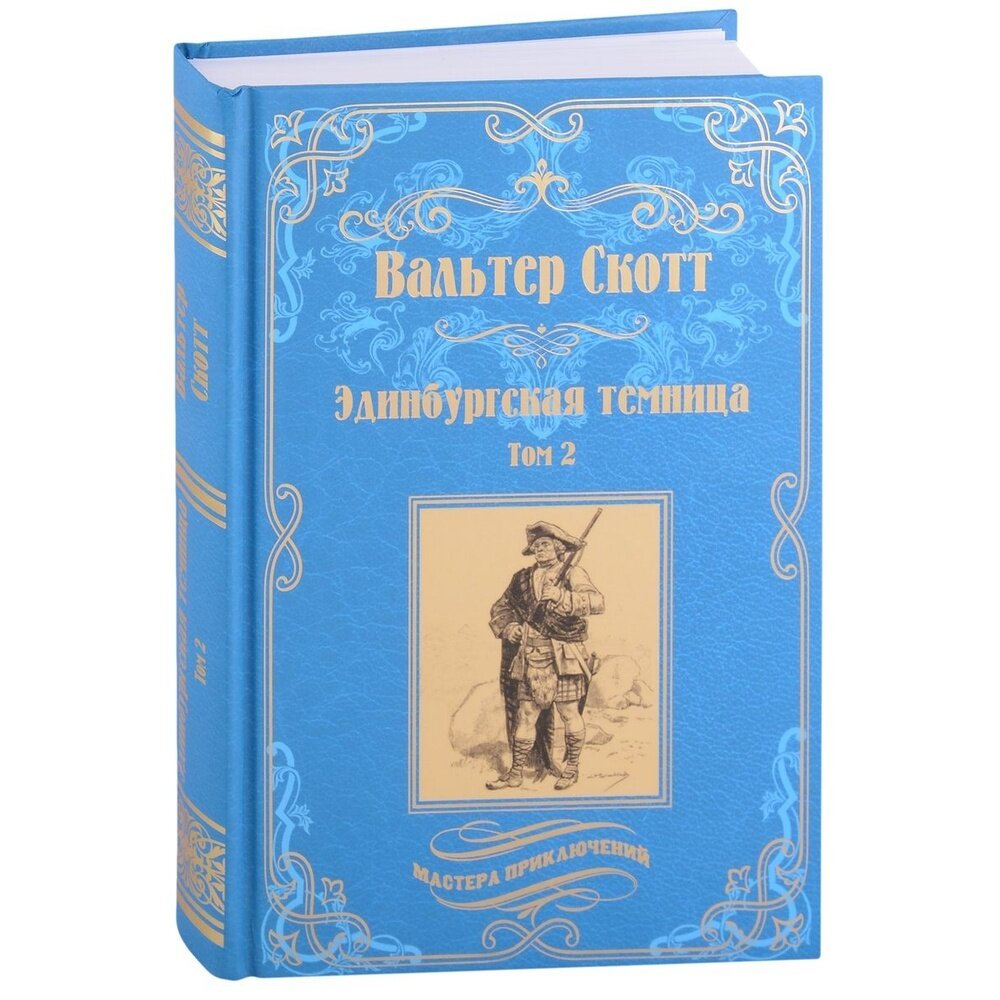 Вальтер Скотт
Эдинбургская темница
Том 2
МАСТЕРА ПРИКЛЮЧЕНИЙ
Вальтер
Скотт
Эдинбургская темница
Том 2